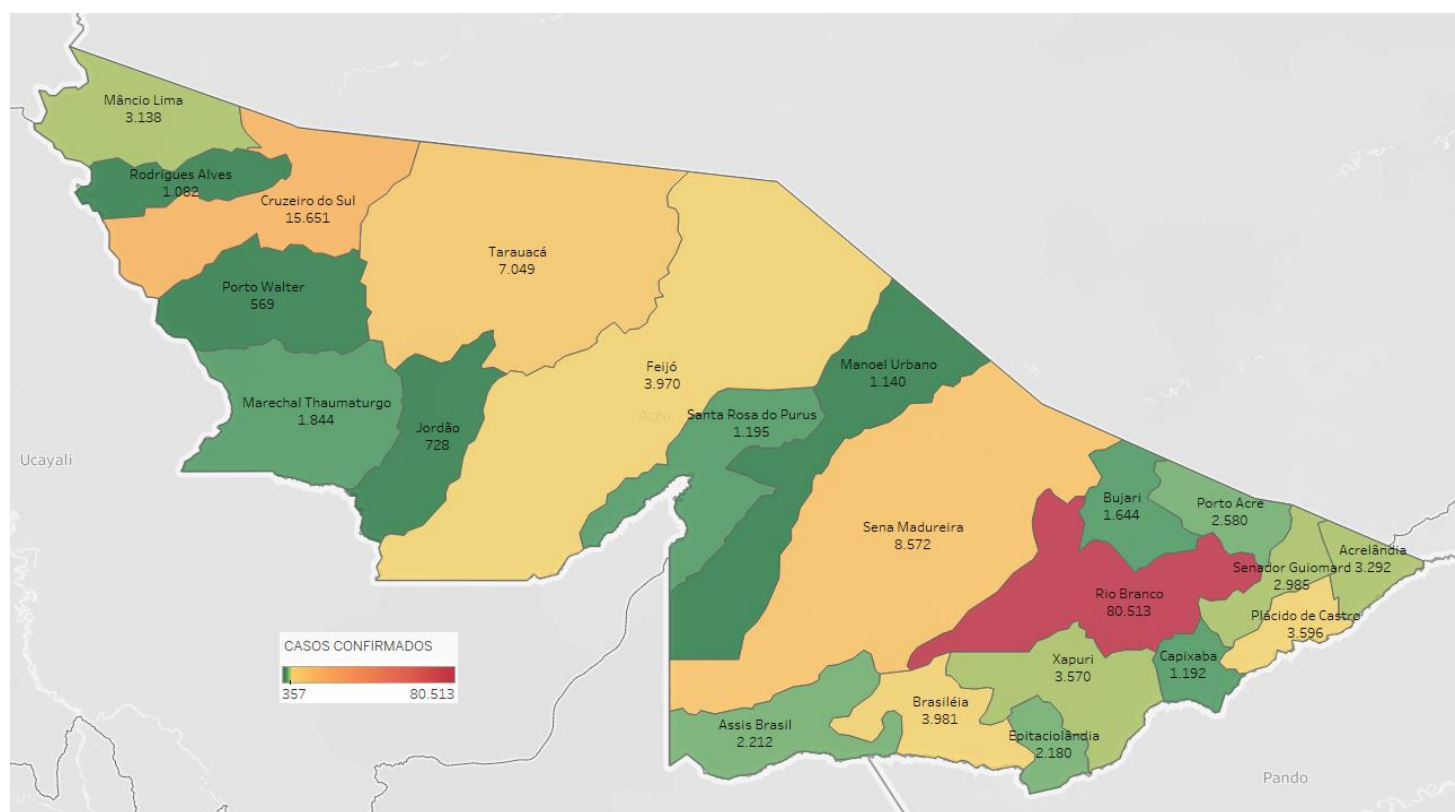 Mâncio Lima
3.138
Rodrigues Alves
1.082
Cruzeiro do Sul
15.651
Tarauacá
7.049
Porto Walter
569
Feijó
3.970
Manoel Urbano
1.140
Marechal Thaumaturgo
1.844
Jordão
728
Santa Rosa do Purus
1.195
Acre
Ucayali
Sena Madureira
8.572
Bujari
1.644
Porto Acre
2.580
Acrelândia
3.292
Senador Guiomard
2.985
Rio Branco
80.513
Plácido de Castro
3.596
CASOS CONFIRMADOS
357 80.513
Xapuri
3.570
Capixaba
1.192
Brasiléia
3.981
Assis Brasil
2.212
Epitaciolândia
2.180
Pando